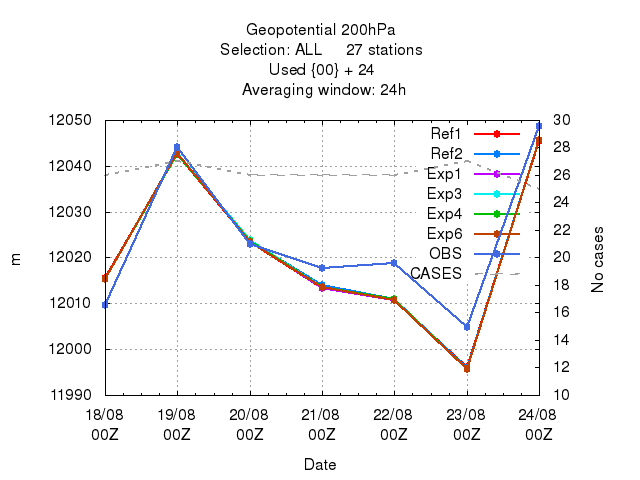 Geopotential 200hPa
Selection: ALL 27 stations
Used {00} + 24
Averaging window: 24h
12050
12040
12030
12020
12010
12000
11990
m
30
28
26
24
22
20
18
16
14
12
10
No cases
Ref1
Ref2
Exp1
Exp3
Exp4
Exp6
OBS
CASES
18/08 19/08 20/08 21/08 22/08 23/08 24/08
00Z 00Z 00Z 00Z 00Z 00Z 00Z
Date